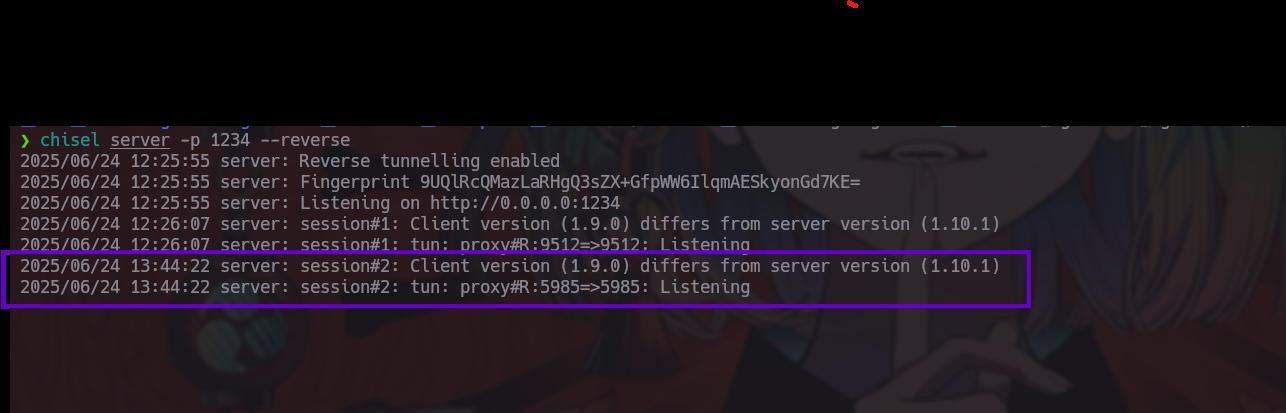 ❯ chisel server -p 1234 --reverse
2025/06/24 12:25:55 server: Reverse tunnelling enabled
2025/06/24 12:25:55 server: Fingerprint 9UQlRcQMazLaRHgQ3sZX+GfpWW6IlqmAESkyonGd7KE=
2025/06/24 12:25:55 server: Listening on http://0.0.0.0:1234
2025/06/24 12:26:07 server: session#1: Client version (1.9.0) differs from server version (1.10.1)
2025/06/24 12:26:07 server: session#1: tun: proxy#R:9512=>9512: Listening
2025/06/24 13:44:22 server: session#2: Client version (1.9.0) differs from server version (1.10.1)
2025/06/24 13:44:22 server: session#2: tun: proxy#R:5985=>5985: Listening